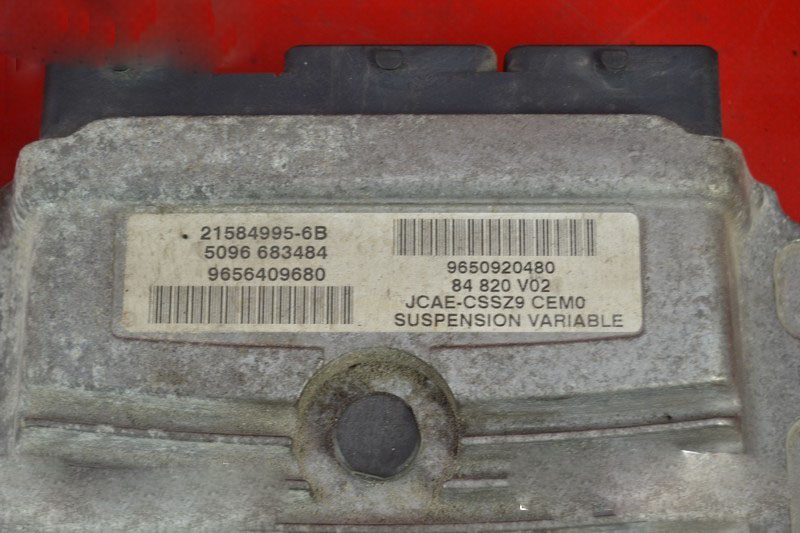 21584995-6B
5096 683484
9656409680
9650920480
84 820 V02
JCAE-CSSZ9 CEM0
SUSPENSION VARIABLE